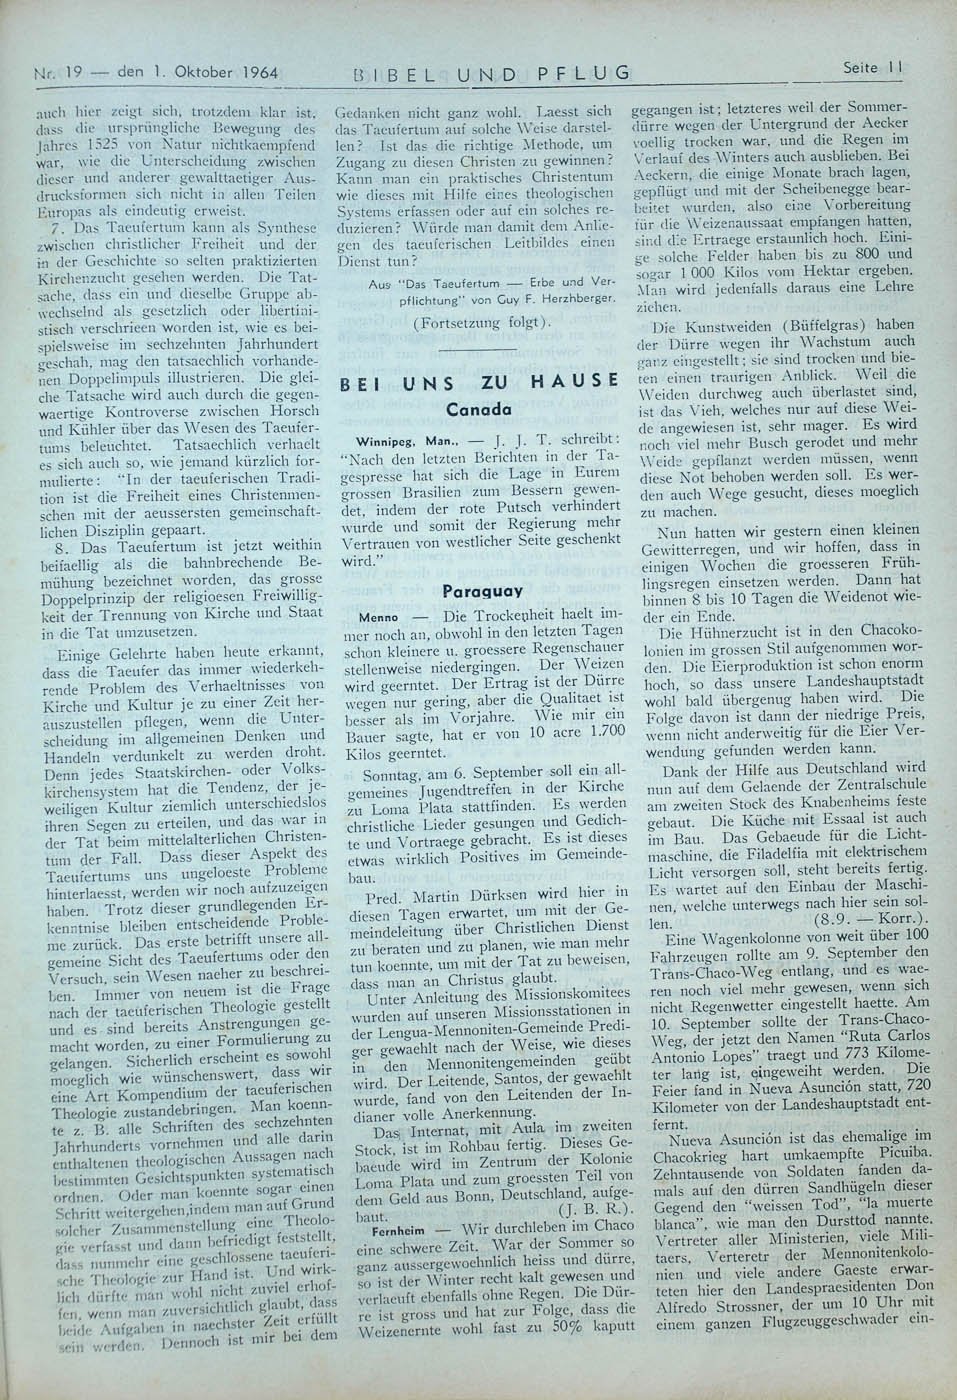 Nr. 19 — den 1. Oktober 1964
BIBEL UND PFLUG
Seite 11
auch hier zeigt sich, trotzdem klar ist,
dass die ursprüngliche Bewegung des
Jahres 1525 von Natur nichtkaempfend
war, wie die Unterscheidung zwischen
dieser und anderer gewalttaetiger Aus-
drucksformen sich nicht in allen Teilen
Europas als eindeutig erweist.
7. Das Taeufertum kann als Synthese
zwischen christlicher Freiheit und der
in der Geschichte so selten praktizierten
Kirchenzucht gesehen werden. Die Tat-
sache, dass ein und dieselbe Gruppe ab-
wechselnd als gesetzlich oder libertini-
stisch verschrieen worden ist, wie es bei-
spielsweise im sechzehnten Jahrhundert
geschah, mag den tatsaechlich vorhande-
nen Doppelimpuls illustrieren. Die glei-
che Tatsache wird auch durch die gegen-
waertige Kontroverse zwischen Horsch
und Kühler über das Wesen des Taeufer-
tums beleuchtet. Tatsaechlich verhaelt
es sich auch so, wie jemand kürzlich for-
mulierte: "In der taeuferischen Tradi-
tion ist die Freiheit eines Christenmen-
schen mit der aeussersten gemeinschaft-
lichen Disziplin gepaart.
8. Das Taeufertum ist jetzt weithin
beifaellig als die bahnbrechende Be-
mühung bezeichnet worden, das grosse
Doppelprinzip der religioesen Freiwillig-
keit der Trennung von Kirche und Staat
in die Tat umzusetzen.
Einige Gelehrte haben heute erkannt,
dass die Taeufer das immer wiederkeh-
rende Problem des Verhaeltnisses von
Kirche und Kultur je zu einer Zeit her-
auszustellen pflegen, wenn die Unter-
scheidung im allgemeinen Denken und
Handeln verdunkelt zu werden droht.
Denn jedes Staatskirchen- oder Volks-
kirchensystem hat die Tendenz, der je-
weiligen Kultur ziemlich unterschiedslos
ihren Segen zu erteilen, und das war in
der Tat beim mittelalterlichen Christen-
tum der Fall. Dass dieser Aspekt des
Taeufertums uns ungeloeste Probleme
hinterlaesst, werden wir noch aufzuzeigen
haben. Trotz dieser grundlegenden Er-
kenntnise bleiben entscheidende Proble-
me zurück. Das erste betrifft unsere all-
gemeine Sicht des Taeufertums oder den
Versuch, sein Wesen naeher zu beschrei-
ben. Immer von neuem ist die Frage
nach der taeuferischen Theologie gestellt
und es sind bereits Anstrengungen ge-
macht worden, zu einer Formulierung zu
gelangen. Sicherlich erscheint es sowohl
moeglich wie wünschenswert, dass wir
eine Art Kompendium der taeuferischen
Theologie zustandebringen. Man koenn-
te z. B. alle Schriften des sechzehnten
Jahrhunderts vornehmen und alle darin
enthaltenen theologischen Aussagen nach
bestimmten Gesichtspunkten systematisch
ordnen. Oder man koennte sogar einen
Schritt weitergehen,indem man auf Grund
solcher Zusammenstellung eine Theolo-
gie verfasst und dann befriedigt feststellt,
dass nunmehr eine geschlossene taeuferi-
sche Theologie zur Hand ist. Und wirk-
lich dürfte man wohl nicht zuviel erhof-
fen, wenn man zuversichtlich glaubt, dass
beide Aufgaben in naechster Zeit erfüllt
sein werden. Dennoch ist mir bei dem
Gedanken nicht ganz wohl. Laesst sich
das Taeufertum auf solche Weise darstel-
len? Ist das die richtige Methode, um
Zugang zu diesen Christen zu gewinnen?
Kann man ein praktisches Christentum
wie dieses mit Hilfe eines theologischen
Systems erfassen oder auf ein solches re-
duzieren? Würde man damit dem Anlie-
gen des taeuferischen Leitbildes einen
Dienst tun?
Aus "Das Taeufertum — Erbe und Ver-
pflichtung" von Guy F. Herzhberger.
(Fortsetzung folgt).
BEI UNS ZU HAUSE
Canada
Winnipeg, Man., — J. J. T. schreibt:
"Nach den letzten Berichten in der Ta-
gespresse hat sich die Lage in Eurem
grossen Brasilien zum Bessern gewen-
det, indem der rote Putsch verhindert
wurde und somit der Regierung mehr
Vertrauen von westlicher Seite geschenkt
wird."
Paraguay
Menno — Die Trockenheit haelt im-
mer noch an, obwohl in den letzten Tagen
schon kleinere u. groessere Regenschauer
stellenweise niedergingen. Der Weizen
wird geerntet. Der Ertrag ist der Dürre
wegen nur gering, aber die Qualitaet ist
besser als im Vorjahre. Wie mir ein
Bauer sagte, hat er von 10 acre 1.700
Kilos geerntet.
Sonntag, am 6. September soll ein all-
gemeines Jugendtreffen in der Kirche
zu Loma Plata stattfinden. Es werden
christliche Lieder gesungen und Gedich-
te und Vortraege gebracht. Es ist dieses
etwas wirklich Positives im Gemeinde-
bau.
Pred. Martin Dürksen wird hier in
diesen Tagen erwartet, um mit der Ge-
meindeleitung über Christlichen Dienst
zu beraten und zu planen, wie man mehr
tun koennte, um mit der Tat zu beweisen,
dass man an Christus glaubt.
Unter Anleitung des Missionskomitees
wurden auf unseren Missionsstationen in
der Lengua-Mennoniten-Gemeinde Predi-
ger gewaehlt nach der Weise, wie dieses
in den Mennonitengemeinden geübt
wird. Der Leitende, Santos, der gewaehlt
wurde, fand von den Leitenden der In-
dianer volle Anerkennung.
Das Internat, mit Aula im zweiten
Stock, ist im Rohbau fertig. Dieses Ge-
baeude wird im Zentrum der Kolonie
Loma Plata und zum groessten Teil von
dem Geld aus Bonn, Deutschland, aufge-
baut. (J. B. R.).
Fernheim — Wir durchleben im Chaco
eine schwere Zeit. War der Sommer so
ganz aussergewoehnlich heiss und dürre,
so ist der Winter recht kalt gewesen und
verlaeuft ebenfalls ohne Regen. Die Dür-
re ist gross und hat zur Folge, dass die
Weizenernte wohl fast zu 50% kaputt
gegangen ist; letzteres weil der Sommer-
dürre wegen der Untergrund der Aecker
voellig trocken war, und die Regen im
Verlauf des Winters auch ausblieben. Bei
Aeckern, die einige Monate brach lagen,
gepflügt und mit der Scheibenegge bear-
beitet wurden, also eine Vorbereitung
für die Weizenaussaat empfangen hatten,
sind die Ertraege erstaunlich hoch. Eini-
ge solche Felder haben bis zu 800 und
sogar 1 000 Kilos vom Hektar ergeben.
Man wird jedenfalls daraus eine Lehre
ziehen.
Die Kunstweiden (Büffelgras) haben
der Dürre wegen ihr Wachstum auch
ganz eingestellt; sie sind trocken und bie-
ten einen traurigen Anblick. Weil die
Weiden durchweg auch überlastet sind,
ist das Vieh, welches nur auf diese Wei-
de angewiesen ist, sehr mager. Es wird
noch viel mehr Busch gerodet und mehr
Weide gepflanzt werden müssen, wenn
diese Not behoben werden soll. Es wer-
den auch Wege gesucht, dieses moeglich
zu machen.
Nun hatten wir gestern einen kleinen
Gewitterregen, und wir hoffen, dass in
einigen Wochen die groesseren Früh-
lingsregen einsetzen werden. Dann hat
binnen 8 bis 10 Tagen die Weidenot wie-
der ein Ende.
Die Hühnerzucht ist in den Chacoko-
lonien im grossen Stil aufgenommen wor-
den. Die Eierproduktion ist schon enorm
hoch, so dass unsere Landeshauptstadt
wohl bald übergenug haben wird. Die
Folge davon ist dann der niedrige Preis,
wenn nicht anderweitig für die Eier Ver-
wendung gefunden werden kann.
Dank der Hilfe aus Deutschland wird
nun auf dem Gelaende der Zentralschule
am zweiten Stock des Knabenheims feste
gebaut. Die Küche mit Essaal ist auch
im Bau. Das Gebaeude für die Licht-
maschine, die Filadelfia mit elektrischem
Licht versorgen soll, steht bereits fertig.
Es wartet auf den Einbau der Maschi-
nen, welche unterwegs nach hier sein sol-
len. (8.9. — Korr.).
Eine Wagenkolonne von weit über 100
Fahrzeugen rollte am 9. September den
Trans-Chaco-Weg entlang, und es wae-
ren noch viel mehr gewesen, wenn sich
nicht Regenwetter eingestellt haette. Am
10. September sollte der Trans-Chaco-
Weg, der jetzt den Namen "Ruta Carlos
Antonio Lopes" traegt und 773 Kilome-
ter lang ist, eingeweiht werden. Die
Feier fand in Nueva Asunción statt, 720
Kilometer von der Landeshauptstadt ent-
fernt.
Nueva Asunción ist das ehemalige im
Chacokrieg hart umkaempfte Picuiba.
Zehntausende von Soldaten fanden da-
mals auf den dürren Sandhügeln dieser
Gegend den "weissen Tod", "la muerte
blanca", wie man den Dursttod nannte.
Vertreter aller Ministerien, viele Mili-
taers, Verteretr der Mennonitenkolo-
nien und viele andere Gaeste erwar-
teten hier den Landespraesidenten Don
Alfredo Strossner, der um 10 Uhr mit
einem ganzen Flugzeuggeschwader ein-